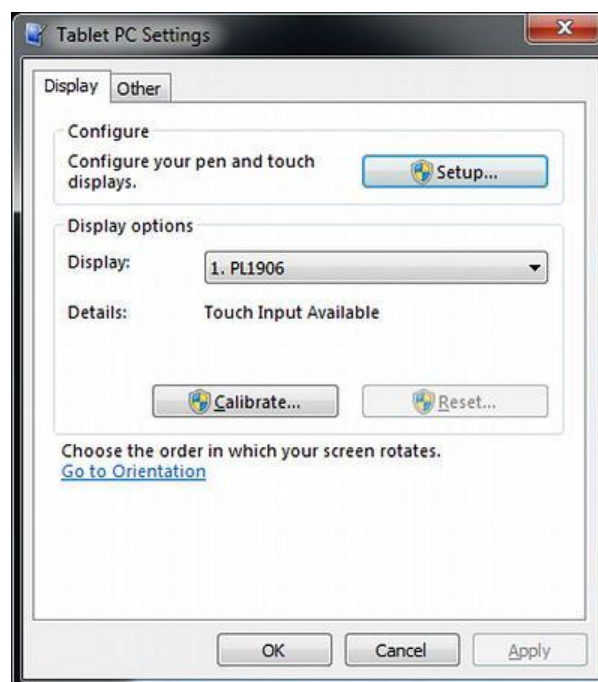 Tablet PC Settings
Display
Other
Configure
Configure your pen and touch
displays.
Setup...
Display options
Display:
1. PL1906
Details:
Touch Input Available
Calibrate...
Reset...
Choose the order in which your screen rotates.
Go to Orientation
OK
Cancel
Apply